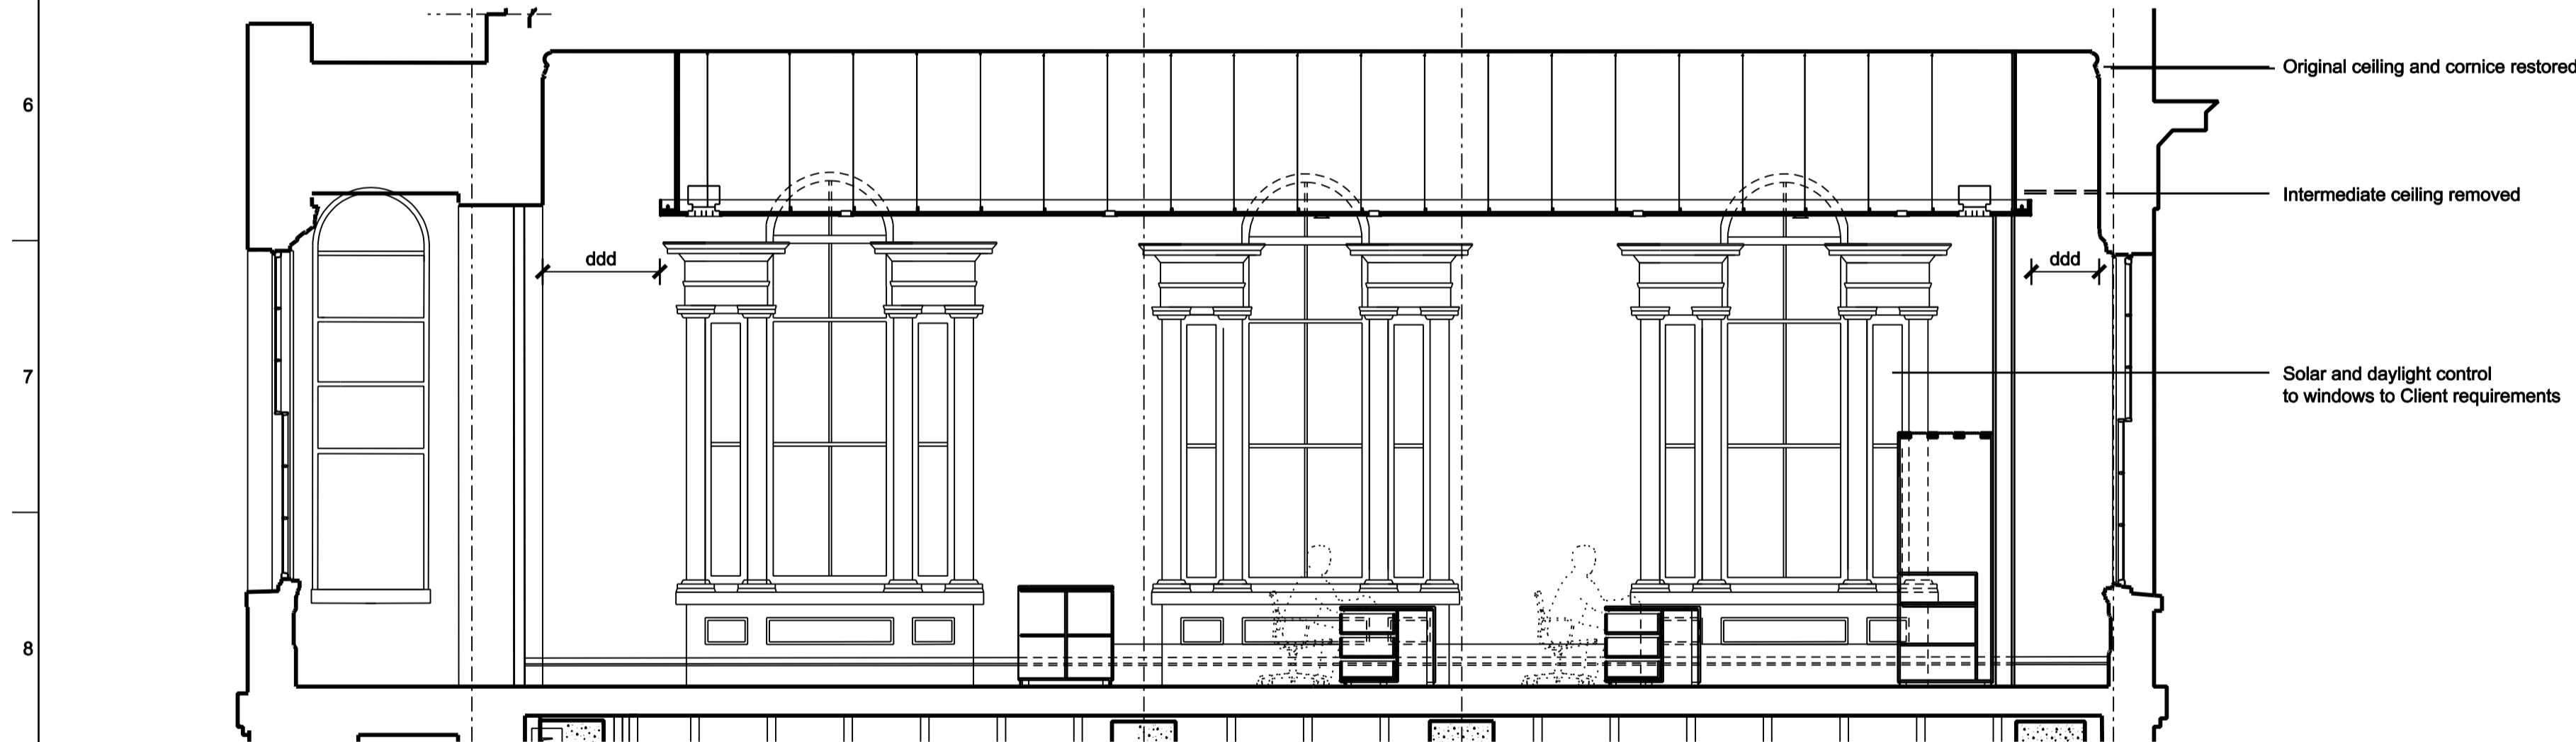 6
Original ceiling and cornice restored
Intermediate ceiling removed
ddd
ddd
7
Solar and daylight control
to windows to Client requirements
8